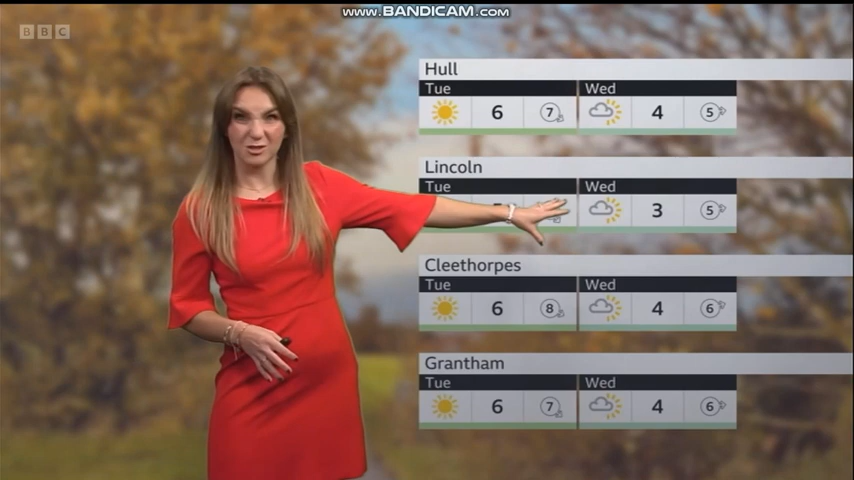 www.BANDICAM.com
BBC
Hull
Tue Wed
6 7 4 5
Lincoln
Tue Wed
3 5
Cleethorpes
Tue Wed
6 8 4 6
Grantham
Tue Wed
6 7 4 6